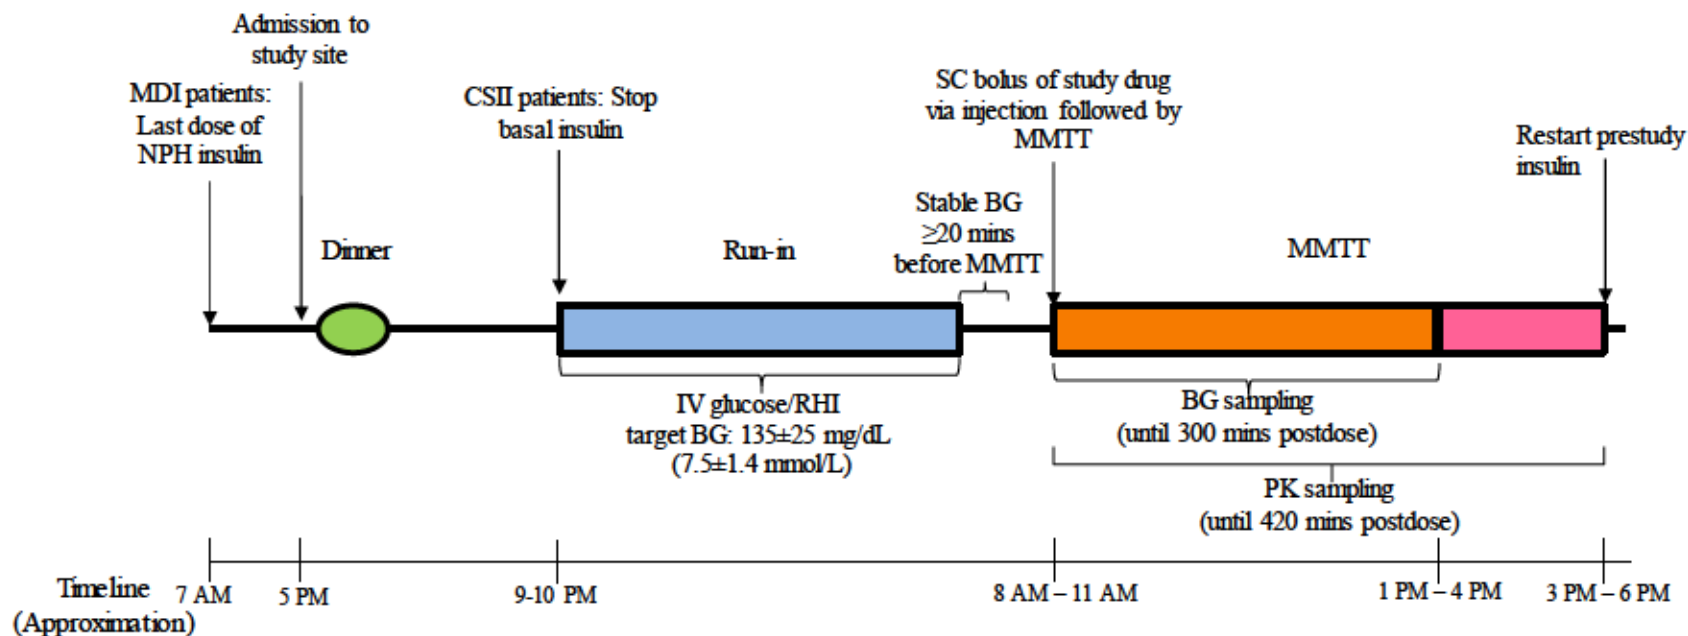 Admission to
study site
MDI patients:
Last dose of
NPH insulin
CSII patients: Stop
basal insulin
SC bolus of study drug
via injection followed by
MMTT
Restart prestudy
insulin
Stable BG
≥20 mins
before MMTT
Dinner
Run-in
MMTT
IV glucose/RHI
target BG: 135±25 mg/dL
(7.5±1.4 mmol/L)
BG sampling
(until 300 mins postdose)
PK sampling
(until 420 mins postdose)
Timeline
(Approximation)
7 AM
5 PM
9-10 PM
8 AM – 11 AM
1 PM – 4 PM
3 PM – 6 PM